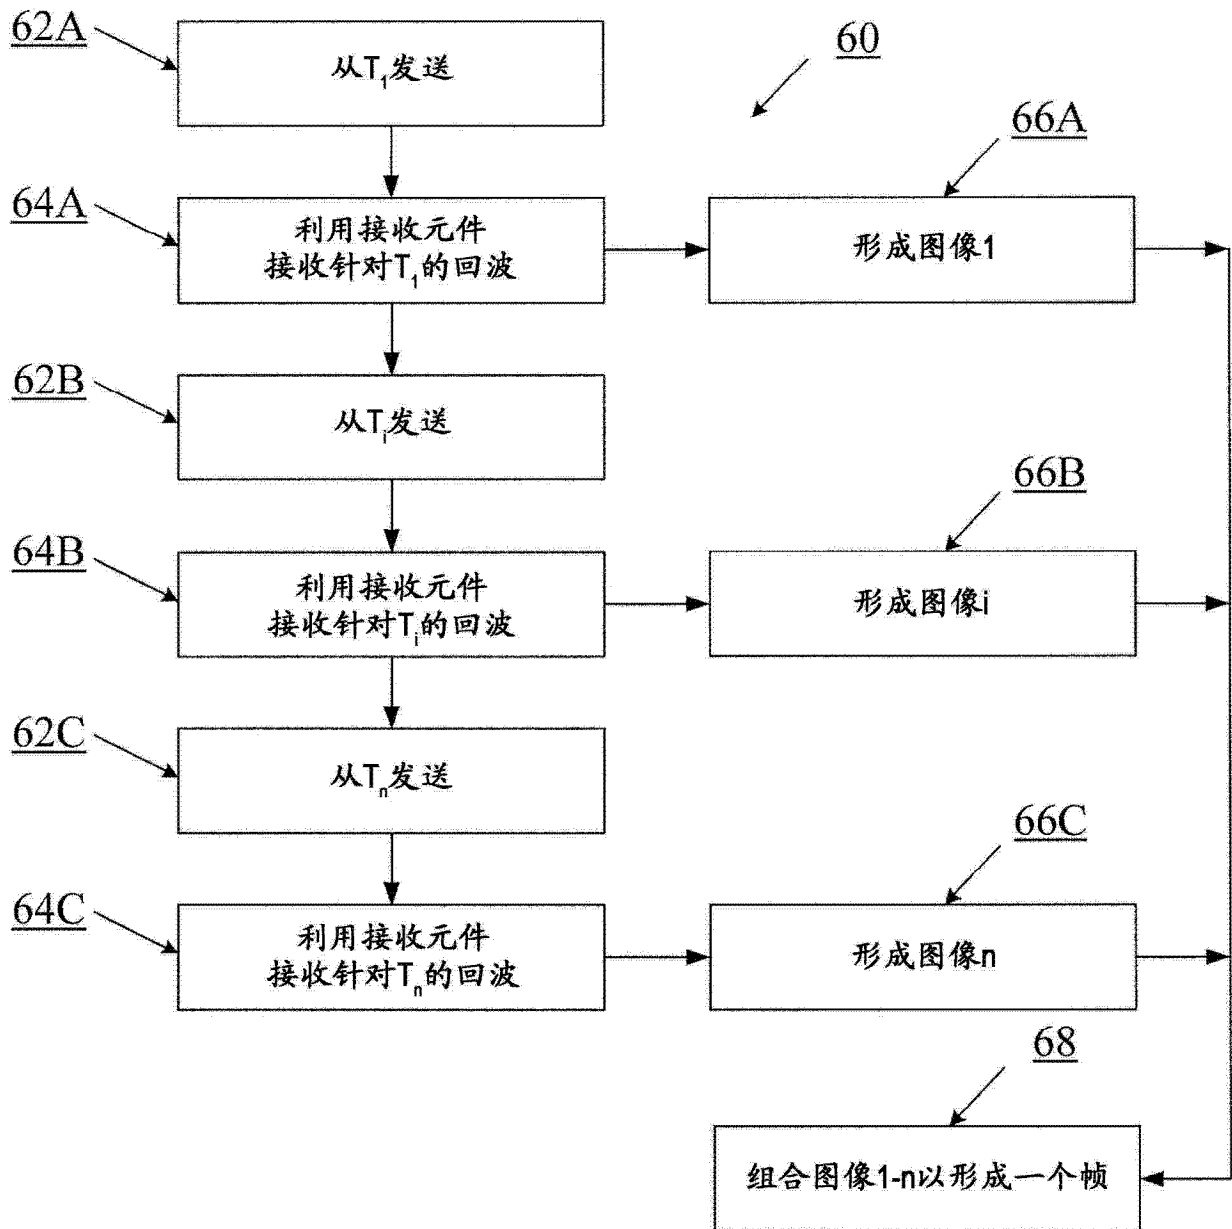 62A
从T₁发送
60
66A
64A
利用接收元件
接收针对T₁的回波
形成图像1
62B
从Tᵢ发送
66B
64B
利用接收元件
接收针对Tᵢ的回波
形成图像i
62C
从Tₙ发送
66C
64C
利用接收元件
接收针对Tₙ的回波
形成图像n
68
组合图像1-n以形成一个帧